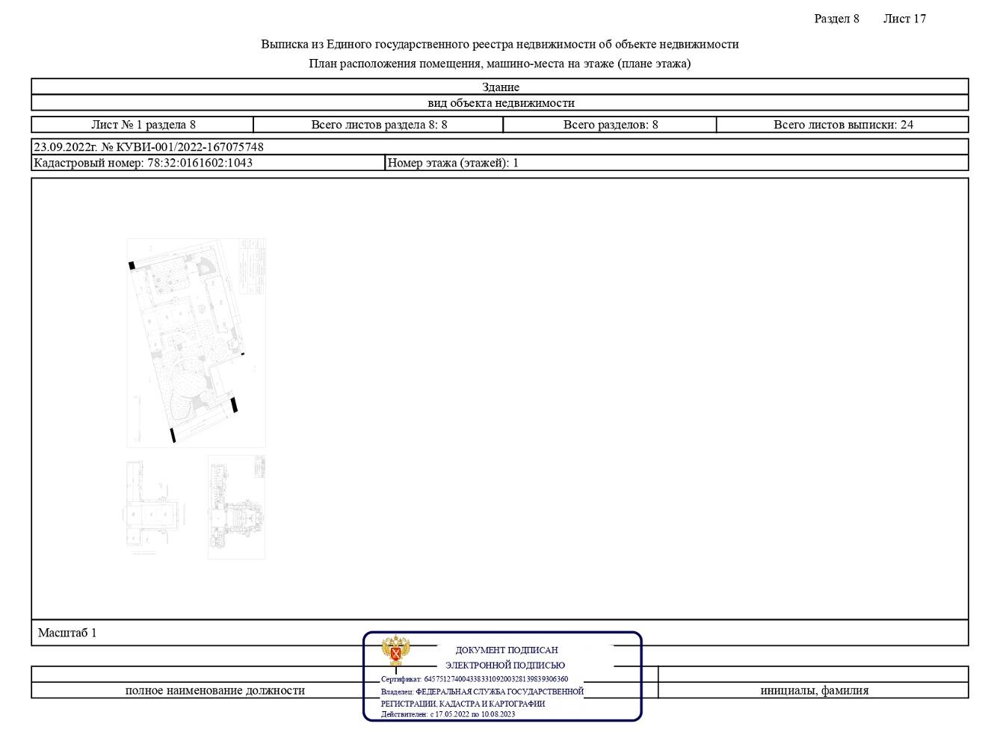 Раздел 8 Лист 17
Выписка из Единого государственного реестра недвижимости об объекте недвижимости
План расположения помещения, машино-места на этаже (плане этажа)
Здание
вид объекта недвижимости
Лист № 1 раздела 8 Всего листов раздела 8: 8 Всего разделов: 8 Всего листов выписки: 24
23.09.2022г. № КУВИ-001/2022-167075748
Кадастровый номер: 78:32:0161602:1043 Номер этажа (этажей): 1
Масштаб 1
ДОКУМЕНТ ПОДПИСАН
ЭЛЕКТРОННОЙ ПОДПИСЬЮ
Сертификат: 64575127400433833109200328139839306360
Владелец: ФЕДЕРАЛЬНАЯ СЛУЖБА ГОСУДАРСТВЕННОЙ
РЕГИСТРАЦИИ, КАДАСТРА И КАРТОГРАФИИ
Действителен: с 17.05.2022 по 10.08.2023
полное наименование должности инициалы, фамилия